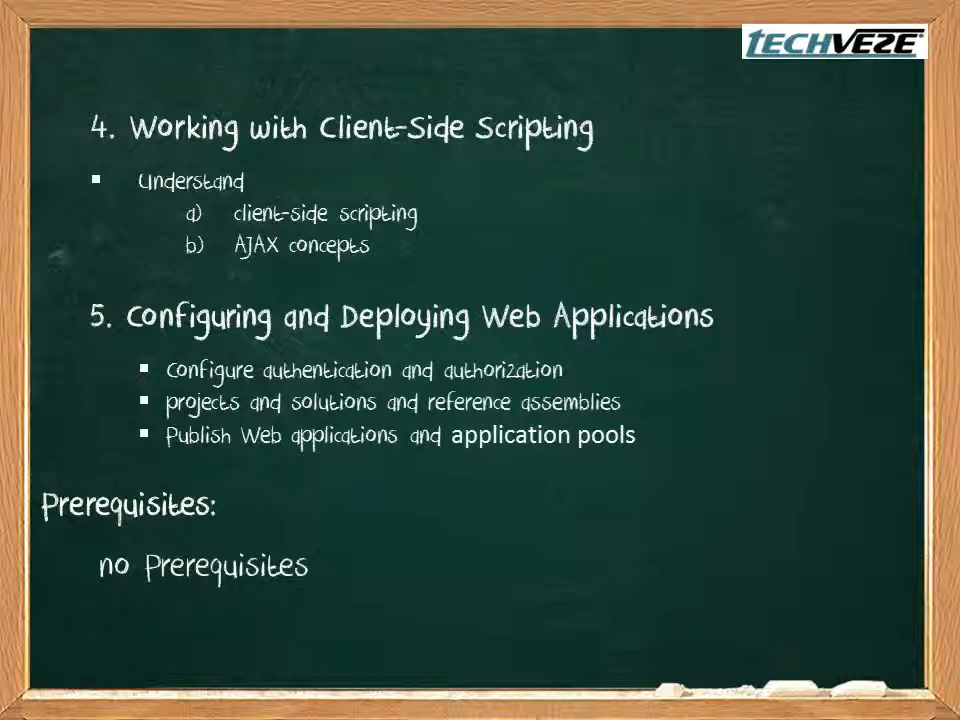 TECHVEZE
4. Working with Client-Side Scripting
▪ Understand
a) client-side scripting
b) AJAX concepts
5. Configuring and Deploying Web Applications
▪ Configure authentication and authorization
▪ projects and solutions and reference assemblies
▪ Publish Web applications and application pools
Prerequisites:
no Prerequisites